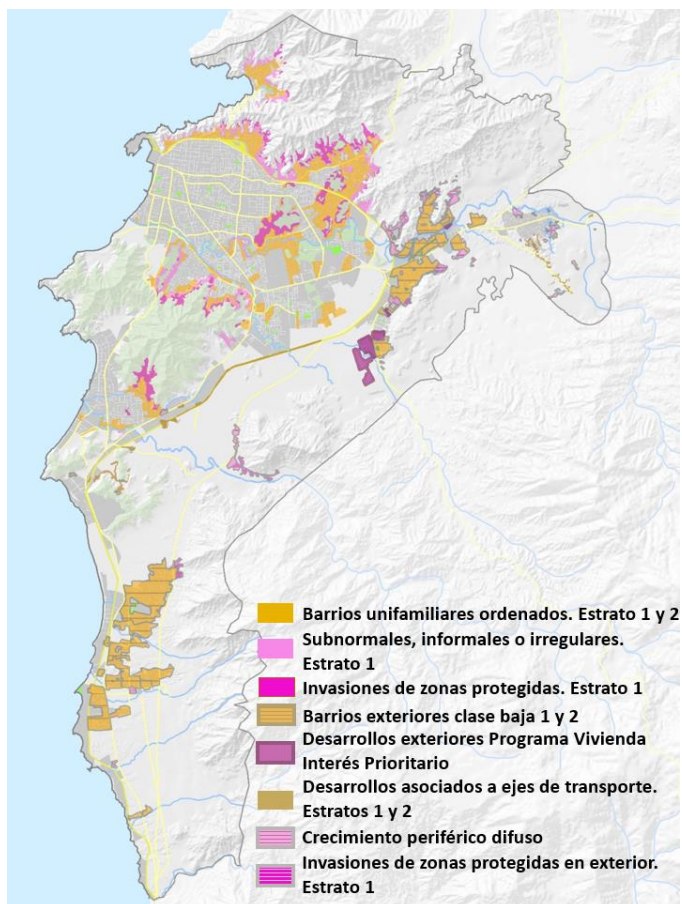 Barrios unifamiliares ordenados. Estrato 1 y 2
Subnormales, informales o irregulares.
Estrato 1
Invasiones de zonas protegidas. Estrato 1
Barrios exteriores clase baja 1 y 2
Desarrollos exteriores Programa Vivienda
Interés Prioritario
Desarrollos asociados a ejes de transporte.
Estratos 1 y 2
Crecimiento periférico difuso
Invasiones de zonas protegidas en exterior.
Estrato 1